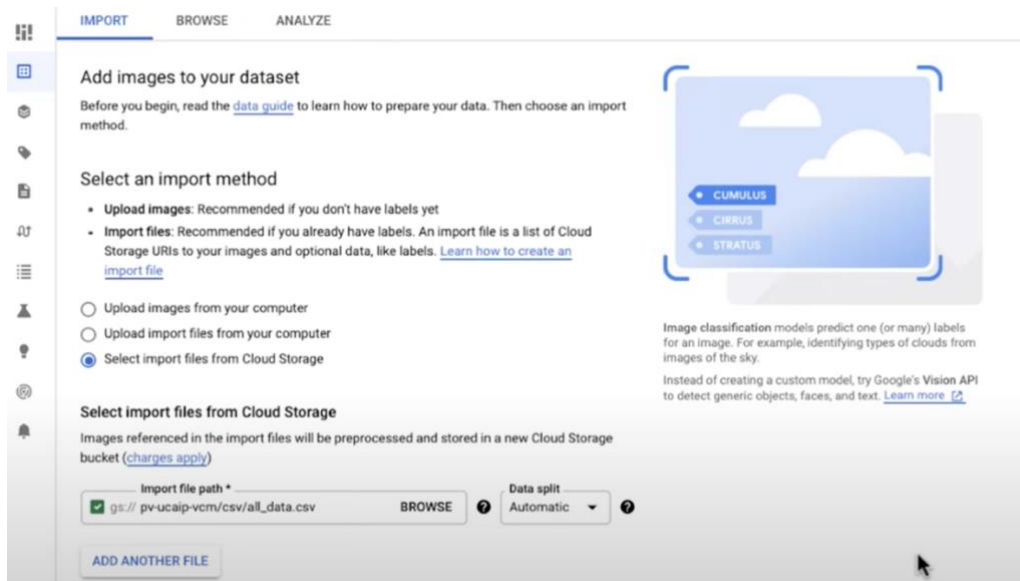 IMPORT BROWSE ANALYZE
Add images to your dataset
Before you begin, read the data guide to learn how to prepare your data. Then choose an import
method.
Select an import method
• Upload images: Recommended if you don't have labels yet
• Import files: Recommended if you already have labels. An import file is a list of Cloud
Storage URIs to your images and optional data, like labels. Learn how to create an
import file
Upload images from your computer
Upload import files from your computer
Select import files from Cloud Storage
Select import files from Cloud Storage
Images referenced in the import files will be preprocessed and stored in a new Cloud Storage
bucket (charges apply)
Import file path *
gs:// pv-ucaip-vcm/csv/all_data.csv BROWSE
Data split
Automatic
ADD ANOTHER FILE
CUMULUS
CIRRUS
STRATUS
Image classification models predict one (or many) labels
for an image. For example, identifying types of clouds from
images of the sky.
Instead of creating a custom model, try Google's Vision API
to detect generic objects, faces, and text. Learn more